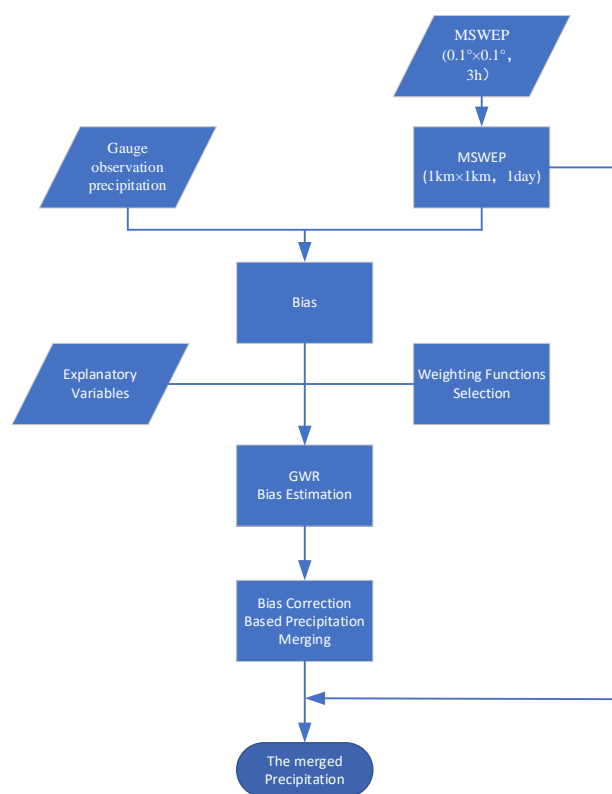 MSWEP
(0.1°×0.1°,
3h）
Gauge
observation
precipitation
MSWEP
(1km×1km，1day)
Bias
Explanatory
Variables
Weighting Functions
Selection
GWR
Bias Estimation
Bias Correction
Based Precipitation
Merging
The merged
Precipitation